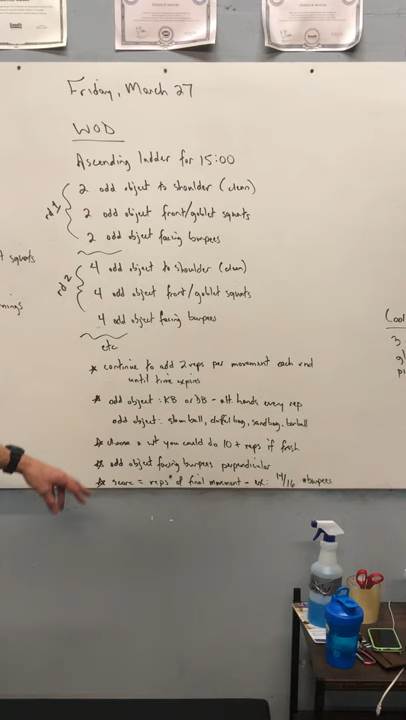 Friday, March 27
WOD
Ascending ladder for 15:00
rd 1
2 odd object to shoulder (clean)
2 odd object front/goblet squats
2 odd object facing burpees
rd 2
4 odd object to shoulder (clean)
4 odd object front/goblet squats
4 odd object facing burpees
etc
* continue to add 2 reps per movement each rnd
until time expires
* odd object: KB or DB - alt. hands every rep
odd object: slam ball, duffel bag, sandbag, barbell
* choose a wt you could do 10+ reps if fresh
* odd object facing burpees perpendicular
* score = reps of final movement - ex: 14/16 burpees
squats
Cool
3